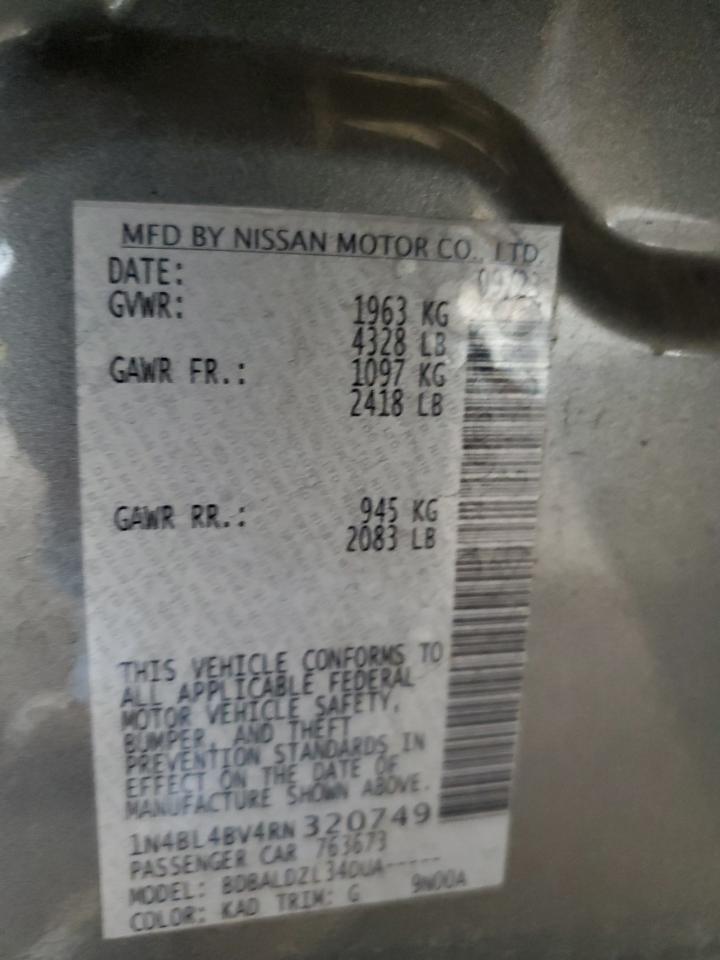 MFD BY NISSAN MOTOR CO., LTD.
DATE: 09/23
GVWR: 1963 KG
4328 LB
GAWR FR.: 1097 KG
2418 LB
GAWR RR.: 945 KG
2083 LB
THIS VEHICLE CONFORMS TO
ALL APPLICABLE FEDERAL
MOTOR VEHICLE SAFETY,
BUMPER, AND THEFT
PREVENTION STANDARDS IN
EFFECT ON THE DATE OF
MANUFACTURE SHOWN ABOVE.
1N4BL4BV4RN 320749
PASSENGER CAR 763673
MODEL: BDBALDZL34DUA-----
COLOR: KAD TRIM: G 9N00A